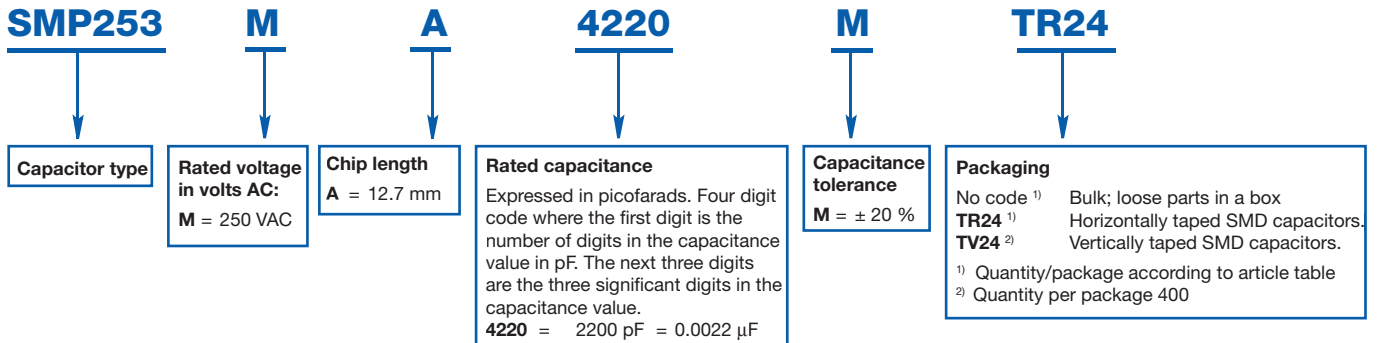 SMP253 M A 4220 M TR24
Capacitor type
Rated voltage
in volts AC:
M = 250 VAC
Chip length
A = 12.7 mm
Rated capacitance
Expressed in picofarads. Four digit
code where the first digit is the
number of digits in the capacitance
value in pF. The next three digits
are the three significant digits in the
capacitance value.
4220 = 2200 pF = 0.0022 µF
Capacitance
tolerance
M = ± 20 %
Packaging
No code 1) Bulk; loose parts in a box
TR24 1) Horizontally taped SMD capacitors.
TV24 2) Vertically taped SMD capacitors.
1) Quantity/package according to article table
2) Quantity per package 400